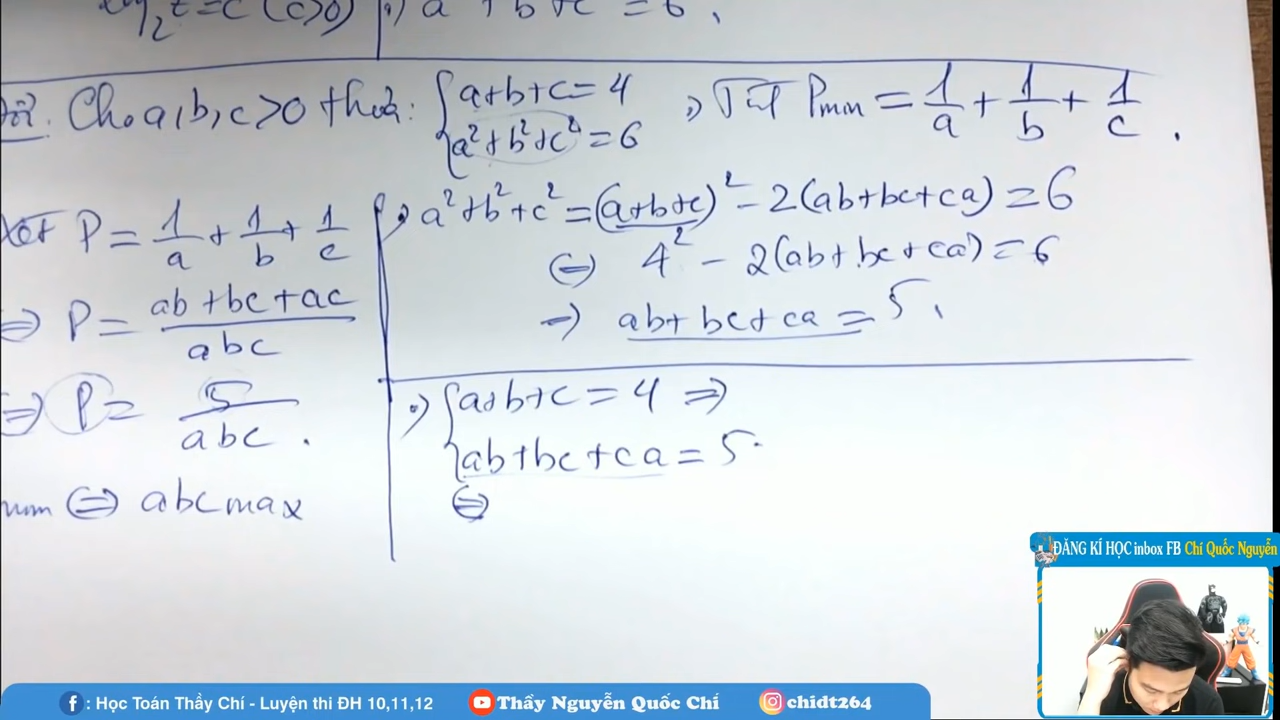 log₂z = c (c>0)
Cho a, b, c > 0 thoả: { a+b+c = 4
a²+b²+c² = 6
Tìm Pmin = 1/a + 1/b + 1/c .
Xét P = 1/a + 1/b + 1/c
⇒ P = (ab+bc+ac)/(abc)
⇒ P = 5/(abc) .
min ⇔ abc max
a²+b²+c² = (a+b+c)² − 2(ab+bc+ca) = 6
⇔ 4² − 2(ab+bc+ca) = 6
→ ab+bc+ca = 5.
{ a+b+c = 4 ⇒
ab+bc+ca = 5
⇔
ĐĂNG KÍ HỌC inbox FB Chí Quốc Nguyễn
: Học Toán Thầy Chí - Luyện thi ĐH 10,11,12
Thầy Nguyễn Quốc Chí
chidt264